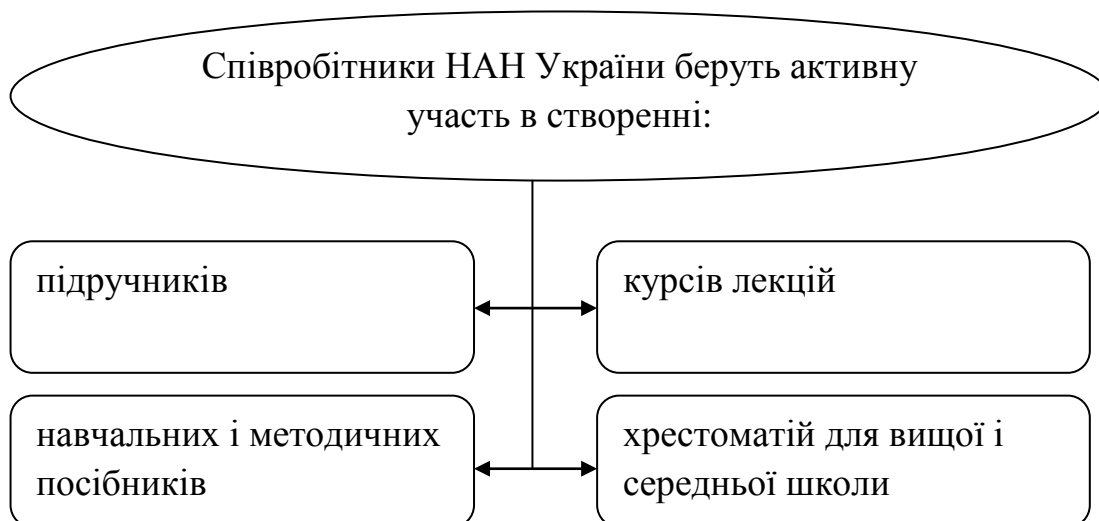 Співробітники НАН України беруть активну
участь в створенні:
підручників
курсів лекцій
навчальних і методичних
посібників
хрестоматій для вищої і
середньої школи